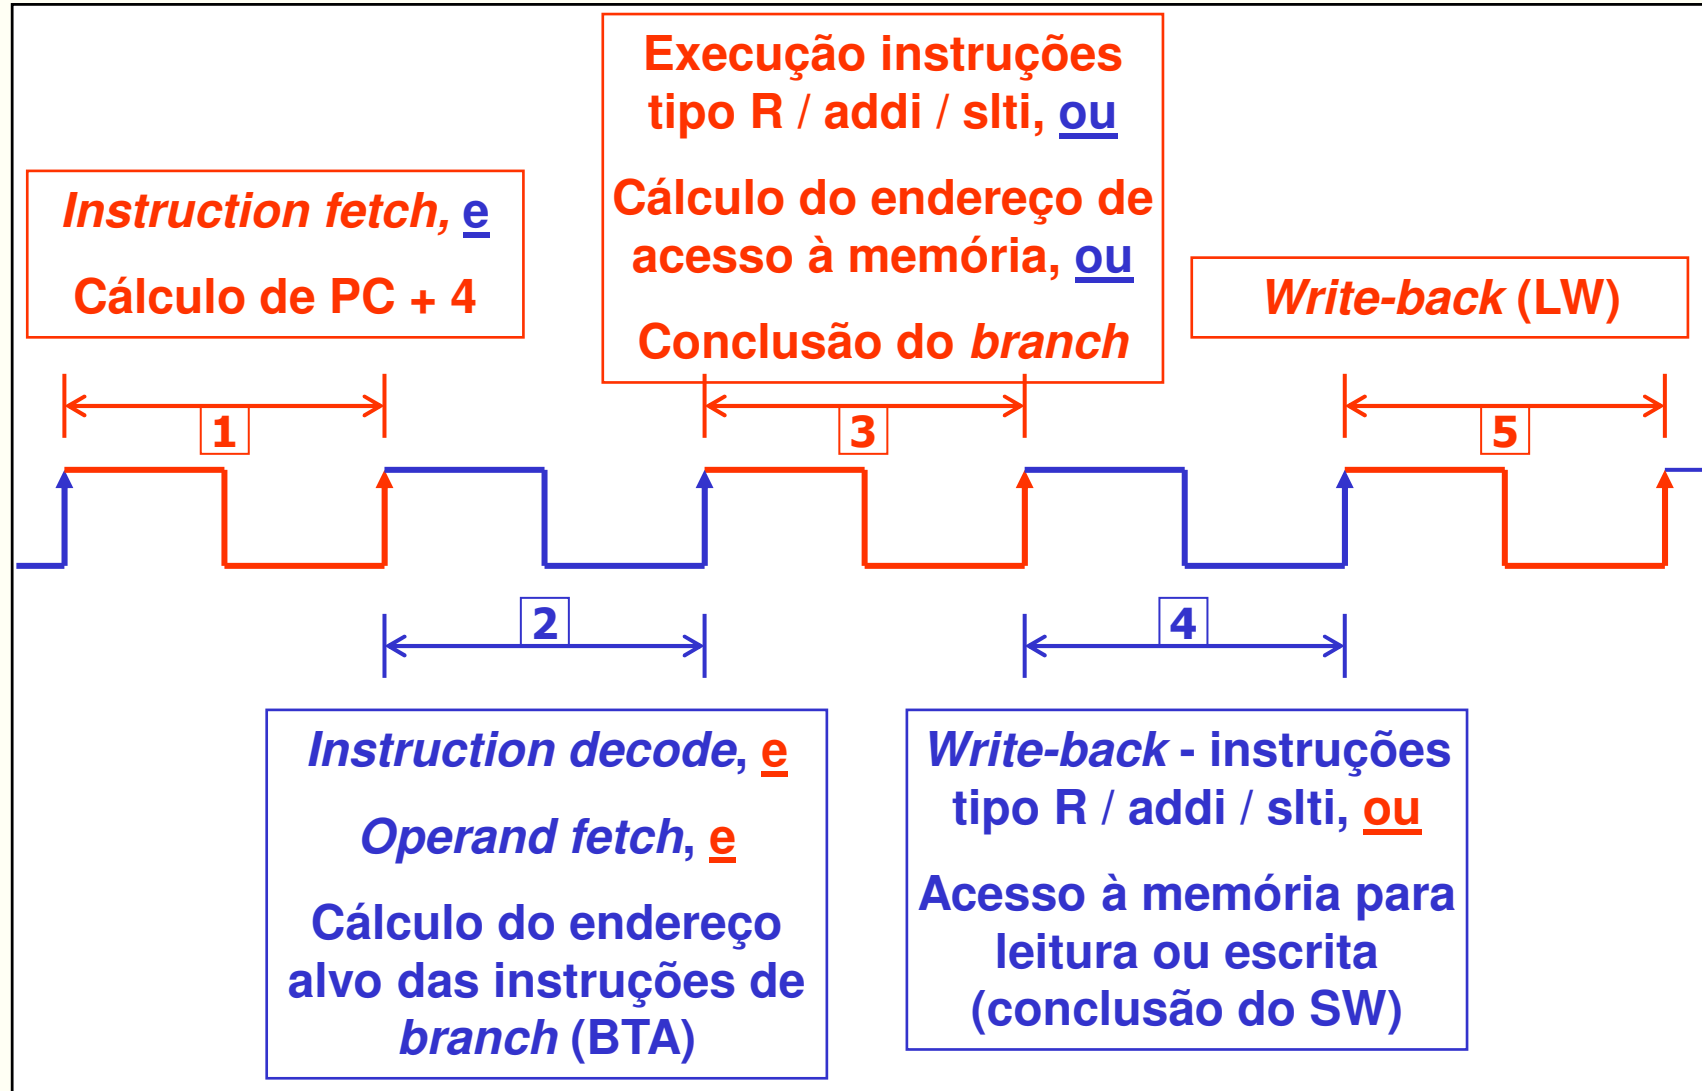 Execução instruções
tipo R / addi / slti, ou
Cálculo do endereço de
acesso à memória, ou
Conclusão do branch
Instruction fetch, e
Cálculo de PC + 4
Write-back (LW)
1
3
5
2
4
Instruction decode, e
Operand fetch, e
Cálculo do endereço
alvo das instruções de
branch (BTA)
Write-back - instruções
tipo R / addi / slti, ou
Acesso à memória para
leitura ou escrita
(conclusão do SW)